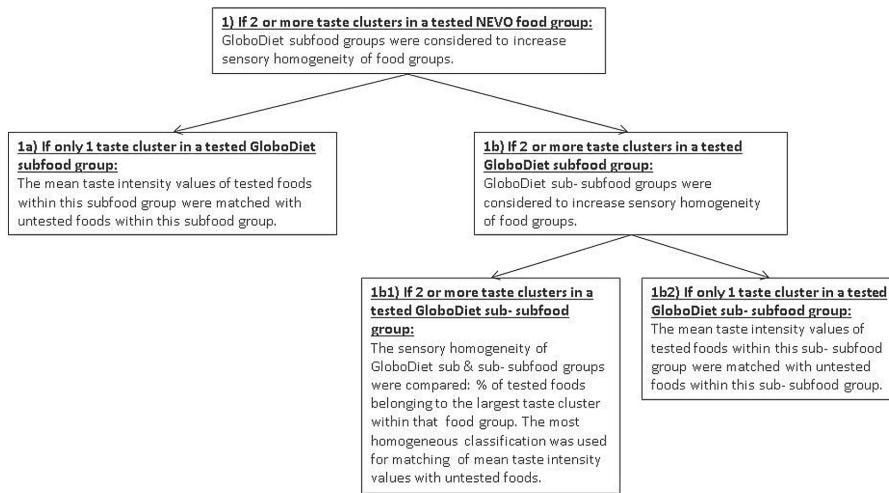 1) If 2 or more taste clusters in a tested NEVO food group:
GloboDiet subfood groups were considered to increase
sensory homogeneity of food groups.
1a) If only 1 taste cluster in a tested GloboDiet
subfood group:
The mean taste intensity values of tested foods
within this subfood group were matched with
untested foods within this subfood group.
1b) If 2 or more taste clusters in a tested
GloboDiet subfood group:
GloboDiet sub- subfood groups were
considered to increase sensory homogeneity
of food groups.
1b1) If 2 or more taste clusters in a
tested GloboDiet sub- subfood
group:
The sensory homogeneity of
GloboDiet sub & sub- subfood groups
were compared: % of tested foods
belonging to the largest taste cluster
within that food group. The most
homogeneous classification was used
for matching of mean taste intensity
values with untested foods.
1b2) If only 1 taste cluster in a tested
GloboDiet sub- subfood group:
The mean taste intensity values of
tested foods within this sub- subfood
group were matched with untested
foods within this sub- subfood group.